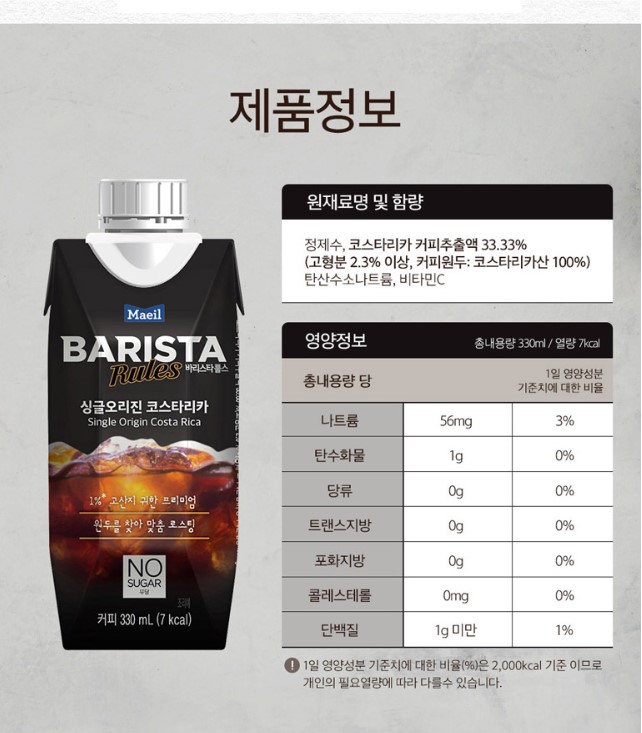 제품정보
Maeil
BARISTA
Rules 바리스타룰스
싱글오리진 코스타리카
Single Origin Costa Rica
1%* 고산지 귀한 프리미엄
원두를 찾아 맞춤 로스팅
NO
SUGAR
무당
커피 330 mL (7 kcal)
원재료명 및 함량
정제수, 코스타리카 커피추출액 33.33%
(고형분 2.3% 이상, 커피원두: 코스타리카산 100%)
탄산수소나트륨, 비타민C
영양정보 총내용량 330ml / 열량 7kcal
총내용량 당 1일 영양성분
기준치에 대한 비율
나트륨 56mg 3%
탄수화물 1g 0%
당류 0g 0%
트랜스지방 0g 0%
포화지방 0g 0%
콜레스테롤 0mg 0%
단백질 1g 미만 1%
! 1일 영양성분 기준치에 대한 비율(%)은 2,000kcal 기준 이므로
개인의 필요열량에 따라 다를수 있습니다.